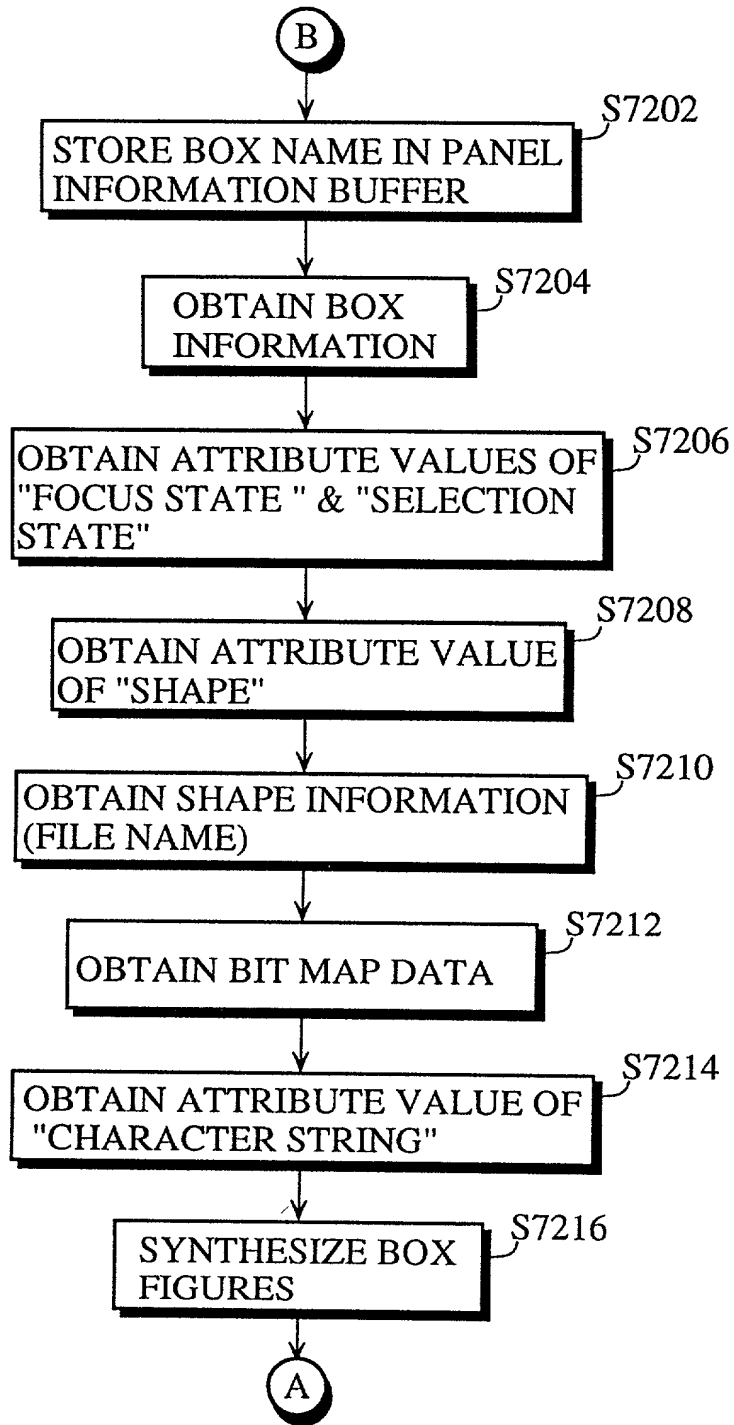 B
S7202
STORE BOX NAME IN PANEL
INFORMATION BUFFER
S7204
OBTAIN BOX
INFORMATION
S7206
OBTAIN ATTRIBUTE VALUES OF
"FOCUS STATE " & "SELECTION
STATE"
S7208
OBTAIN ATTRIBUTE VALUE
OF "SHAPE"
S7210
OBTAIN SHAPE INFORMATION
(FILE NAME)
S7212
OBTAIN BIT MAP DATA
S7214
OBTAIN ATTRIBUTE VALUE OF
"CHARACTER STRING"
S7216
SYNTHESIZE BOX
FIGURES
A